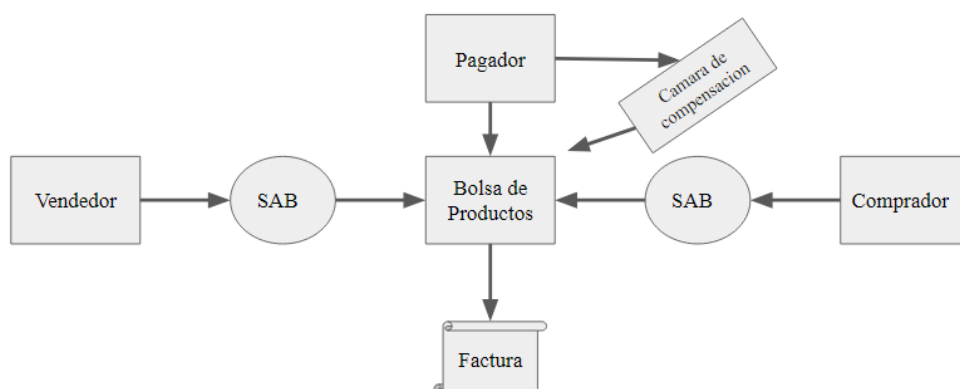 Pagador
Camara de
compensacion
Vendedor
SAB
Bolsa de
Productos
SAB
Comprador
Factura